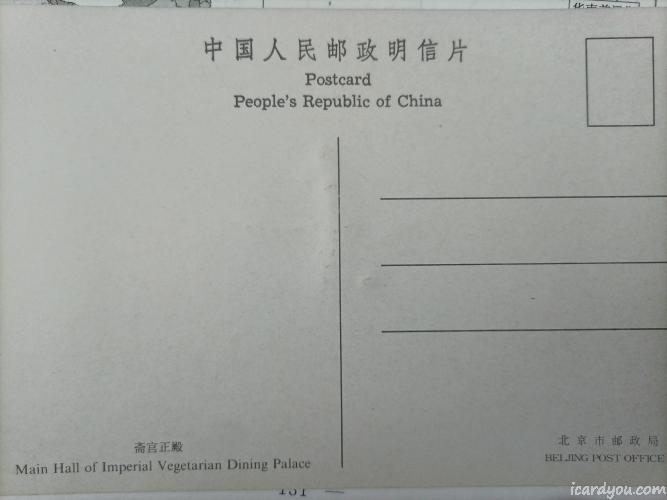 中国人民邮政明信片
Postcard
People's Republic of China
斋宫正殿
Main Hall of Imperial Vegetarian Dining Palace
北京市邮政局
BEIJING POST OFFICE
131 —
icardyou.com